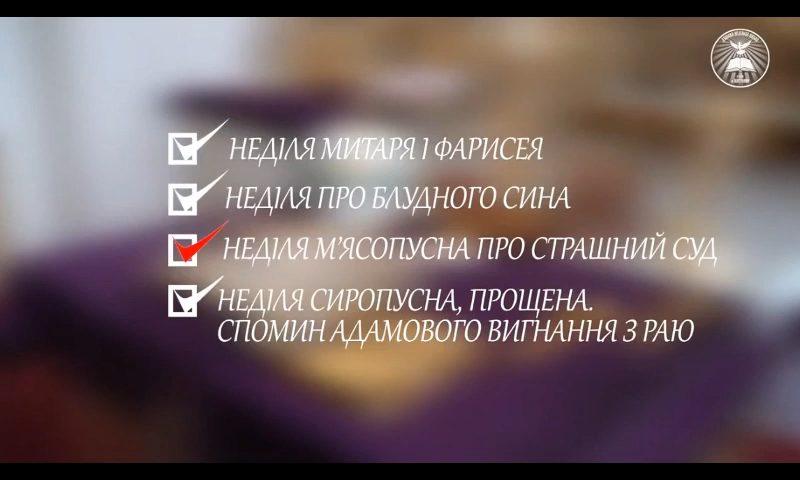 НЕДІЛЯ МИТАРЯ І ФАРИСЕЯ
НЕДІЛЯ ПРО БЛУДНОГО СИНА
НЕДІЛЯ М'ЯСОПУСНА ПРО СТРАШНИЙ СУД
НЕДІЛЯ СИРОПУСНА, ПРОЩЕНА.
СПОМИН АДАМОВОГО ВИГНАННЯ З РАЮ